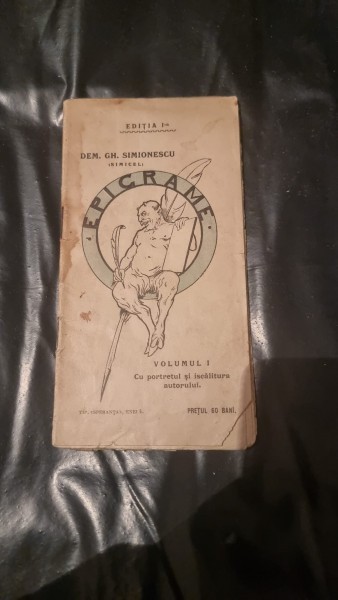 EDIȚIA I-a
DEM. GH. SIMIONESCU
(SIMICEL)
EPIGRAME
VOLUMUL I
Cu portretul și iscălitura
autorului.
PREȚUL 60 BANI.